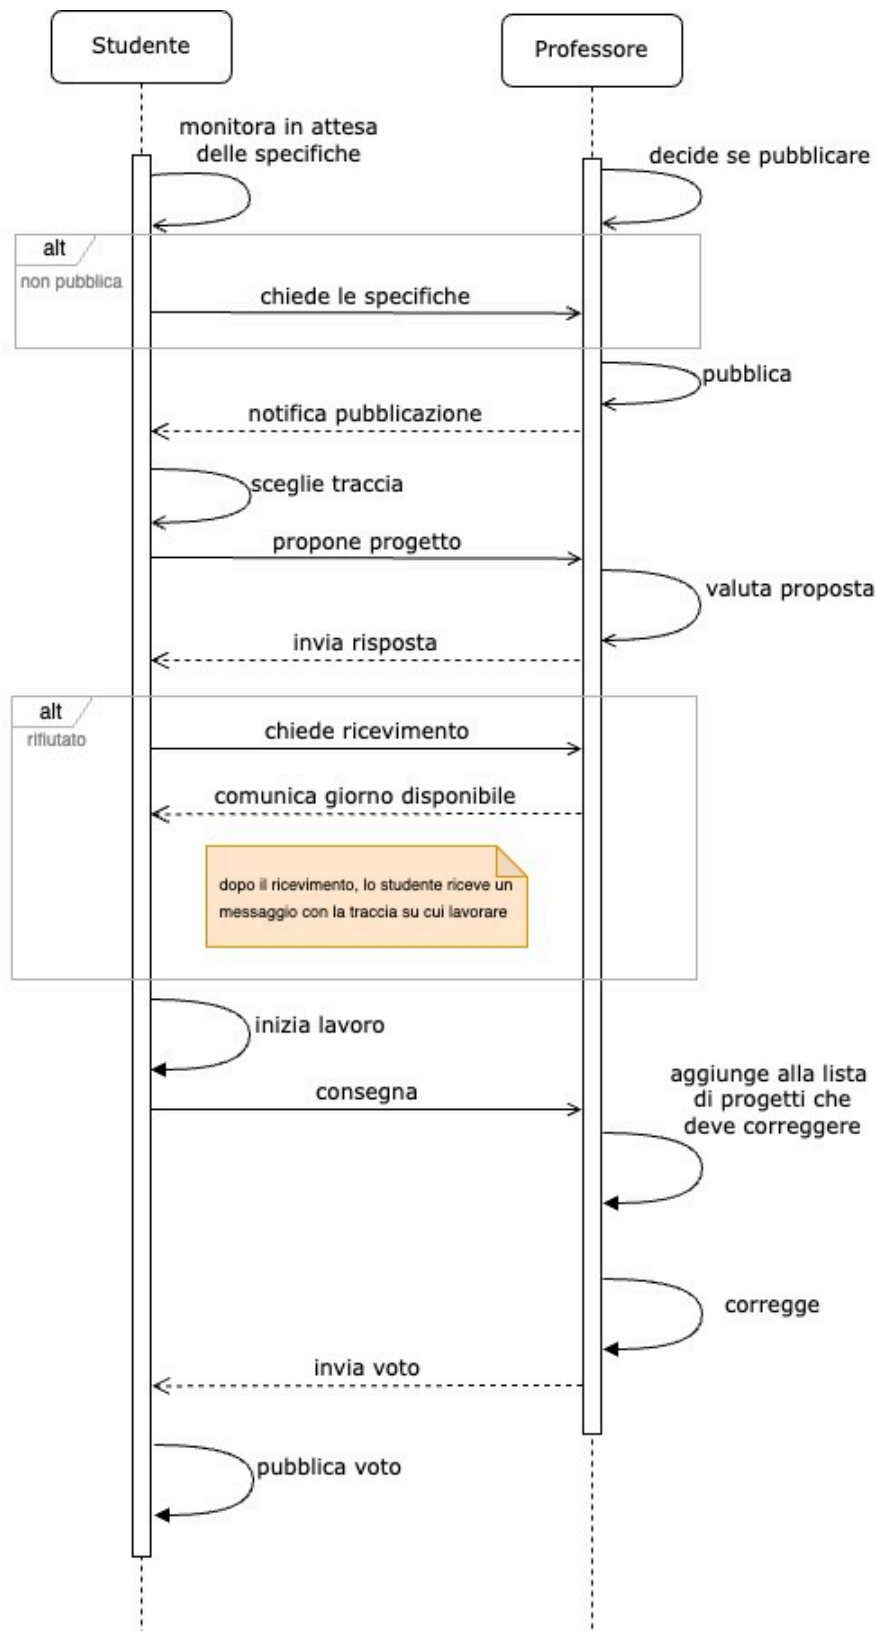 Studente
Professore
monitora in attesa
delle specifiche
decide se pubblicare
alt
non pubblica
chiede le specifiche
pubblica
notifica pubblicazione
sceglie traccia
propone progetto
valuta proposta
invia risposta
alt
rifiutato
chiede ricevimento
comunica giorno disponibile
dopo il ricevimento, lo studente riceve un
messaggio con la traccia su cui lavorare
inizia lavoro
aggiunge alla lista
di progetti che
deve correggere
consegna
corregge
invia voto
pubblica voto